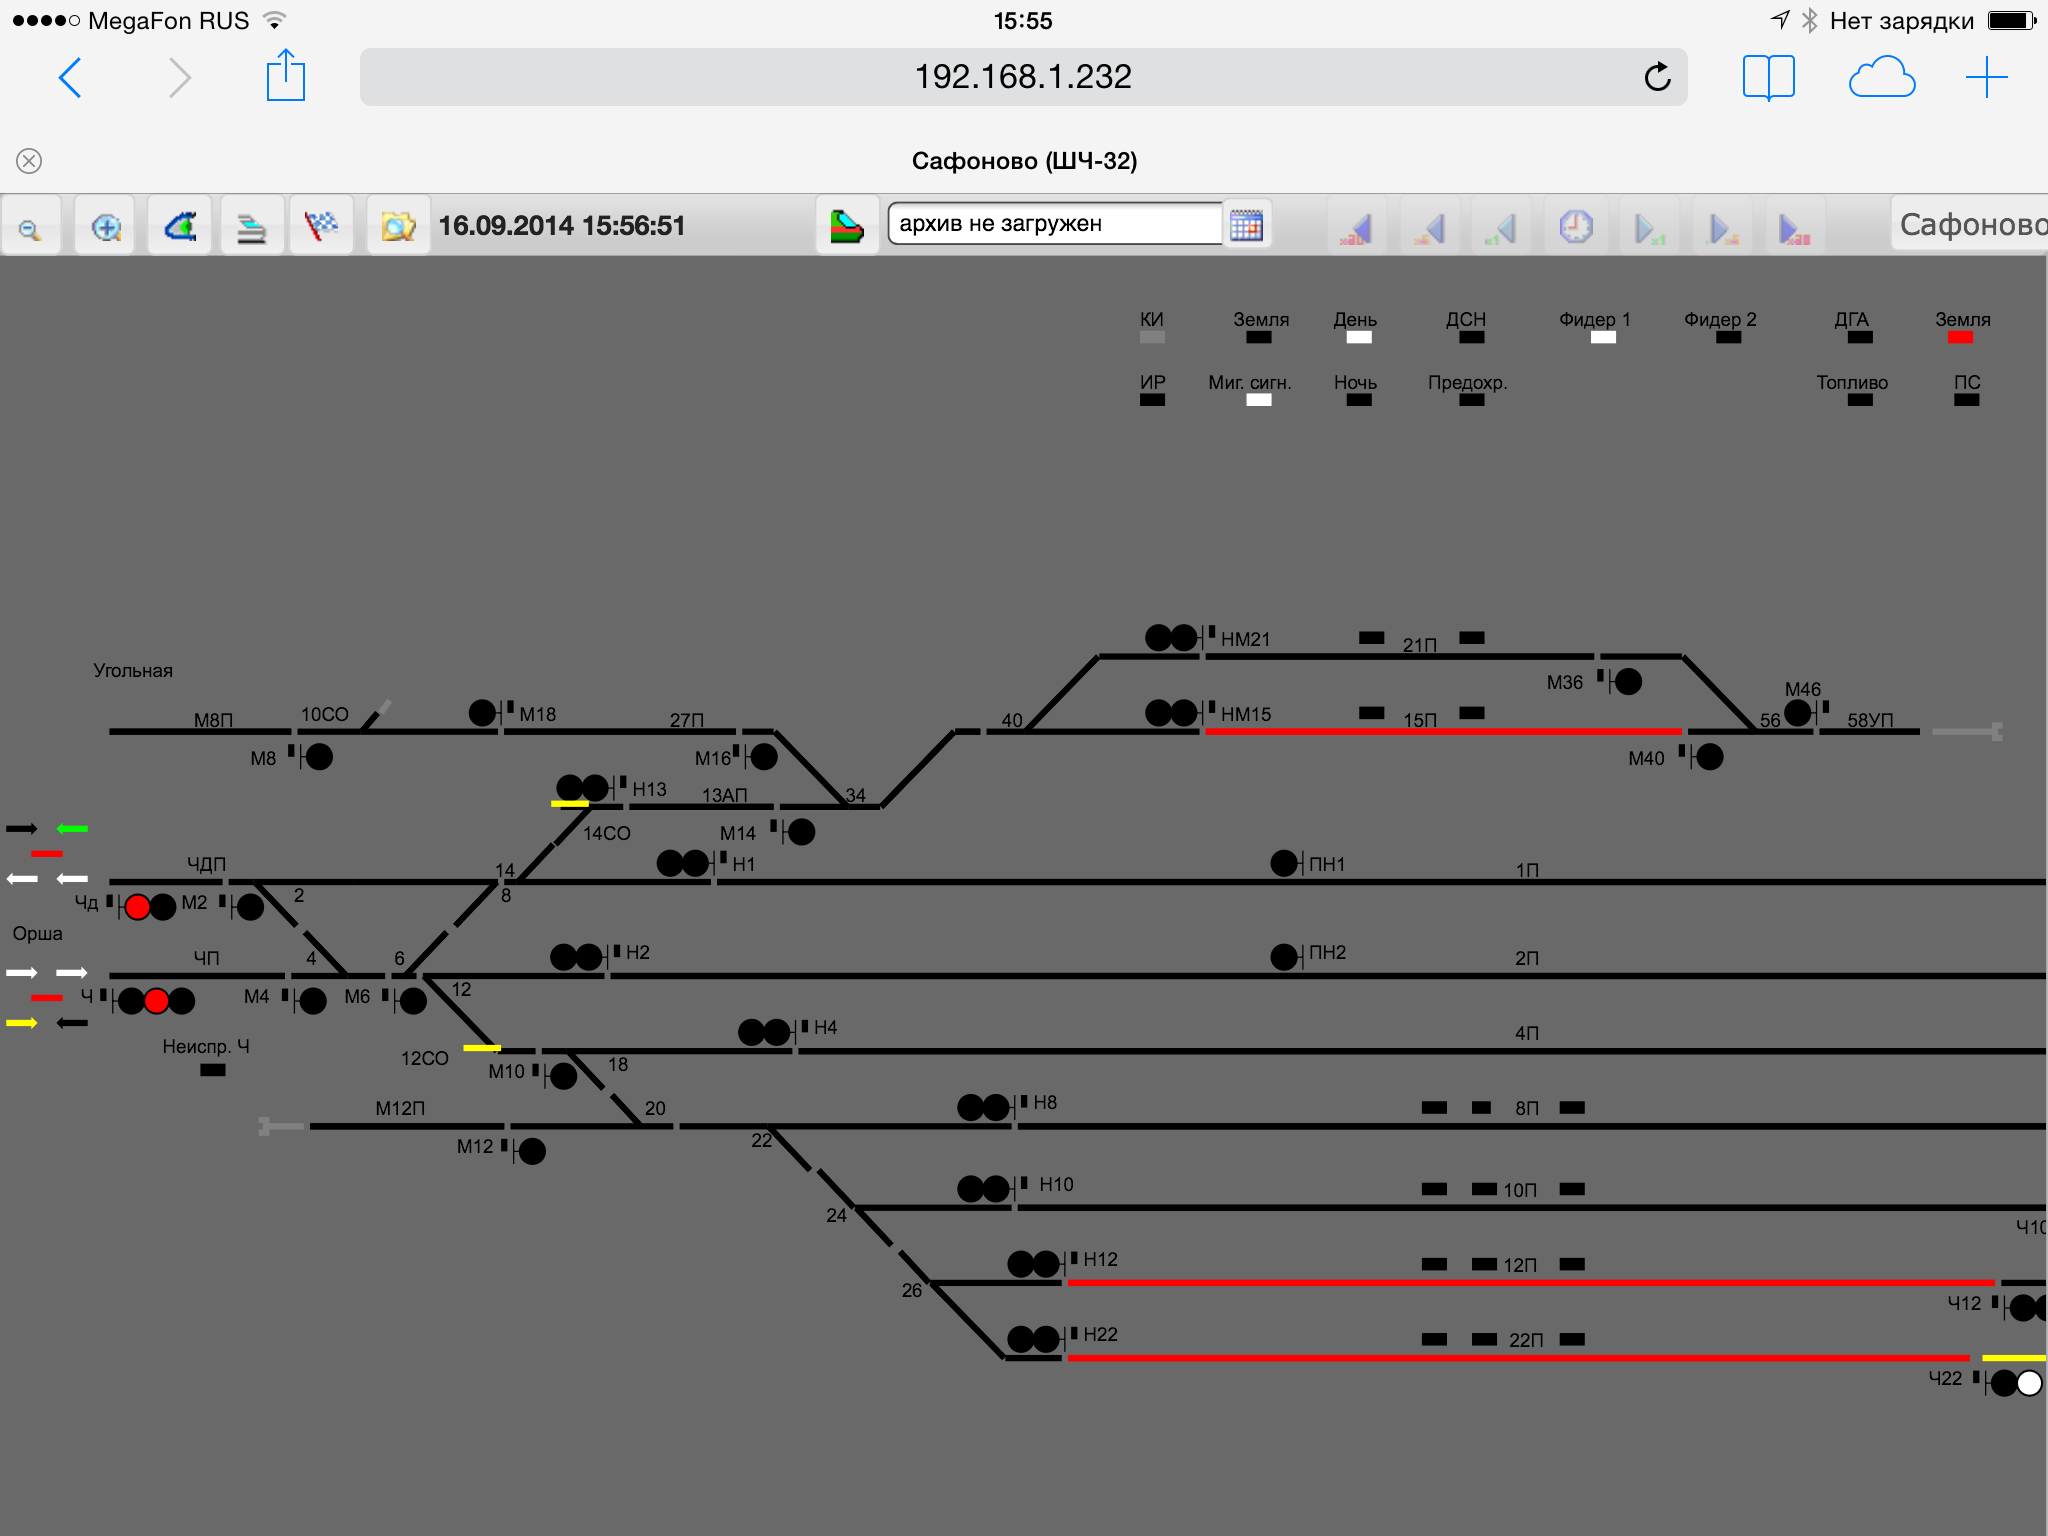 MegaFon RUS 15:55 Нет зарядки
192.168.1.232
Сафоново (ШЧ-32)
16.09.2014 15:56:51 архив не загружен Сафоново
КИ Земля День ДСН Фидер 1 Фидер 2 ДГА Земля
ИР Миг. сигн. Ночь Предохр. Топливо ПС
НМ21 21П
Угольная М36
М8П 10СО М18 27П 40 НМ15 15П М46 56 58УП
М8 М16 М40
Н13 13АП 34
14СО М14
ЧДП 14 Н1 ПН1 1П
Чд М2 2 8
Орша
ЧП 4 6 Н2 ПН2 2П
Ч М4 М6 12
Н4 4П
Неиспр. Ч 12СО М10 18
М12П 20 Н8 8П
М12 22
24 Н10 10П
Ч10
26 Н12 12П
Ч12
Н22 22П
Ч22